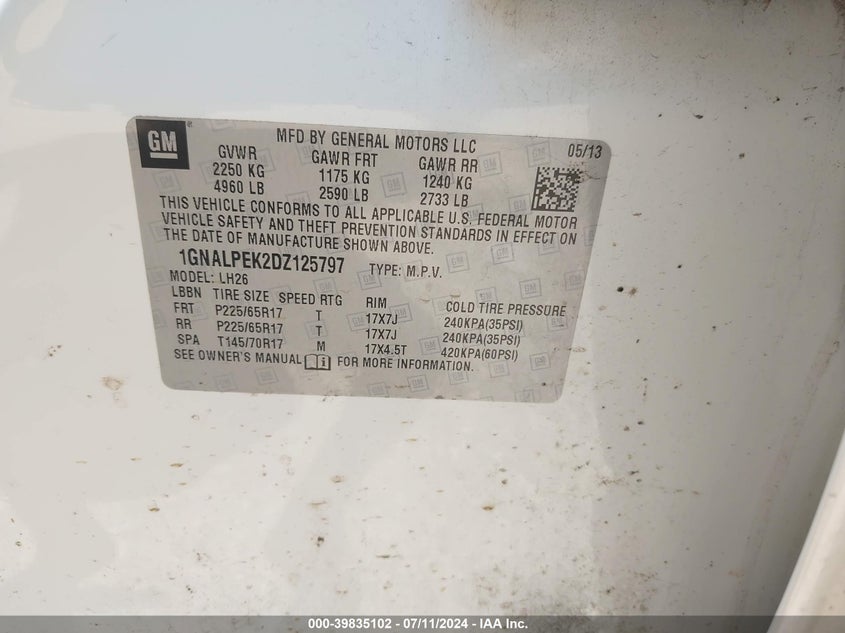 GM
MFD BY GENERAL MOTORS LLC
05/13
GVWR GAWR FRT GAWR RR
2250 KG 1175 KG 1240 KG
4960 LB 2590 LB 2733 LB
THIS VEHICLE CONFORMS TO ALL APPLICABLE U.S. FEDERAL MOTOR
VEHICLE SAFETY AND THEFT PREVENTION STANDARDS IN EFFECT ON
THE DATE OF MANUFACTURE SHOWN ABOVE.
1GNALPEK2DZ125797 TYPE: M.P.V.
MODEL: LH26
LBBN TIRE SIZE SPEED RTG RIM COLD TIRE PRESSURE
FRT P225/65R17 T 17X7J 240KPA(35PSI)
RR P225/65R17 T 17X7J 240KPA(35PSI)
SPA T145/70R17 M 17X4.5T 420KPA(60PSI)
SEE OWNER'S MANUAL i FOR MORE INFORMATION.
000-39835102 - 07/11/2024 - IAA Inc.